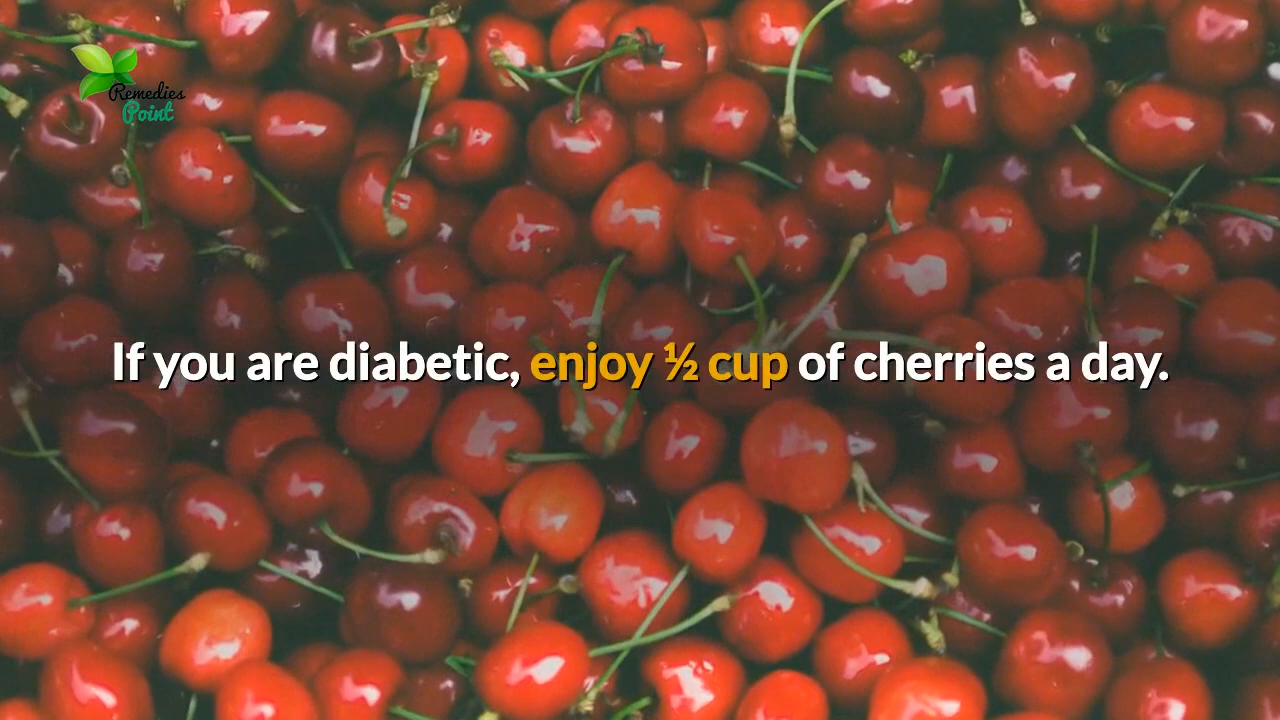 Remedies
Point
If you are diabetic, enjoy ½ cup of cherries a day.